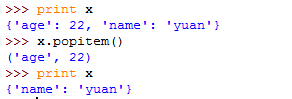 >>> print x
{'age': 22, 'name': 'yuan'}
>>> x.popitem()
('age', 22)
>>> print x
{'name': 'yuan'}